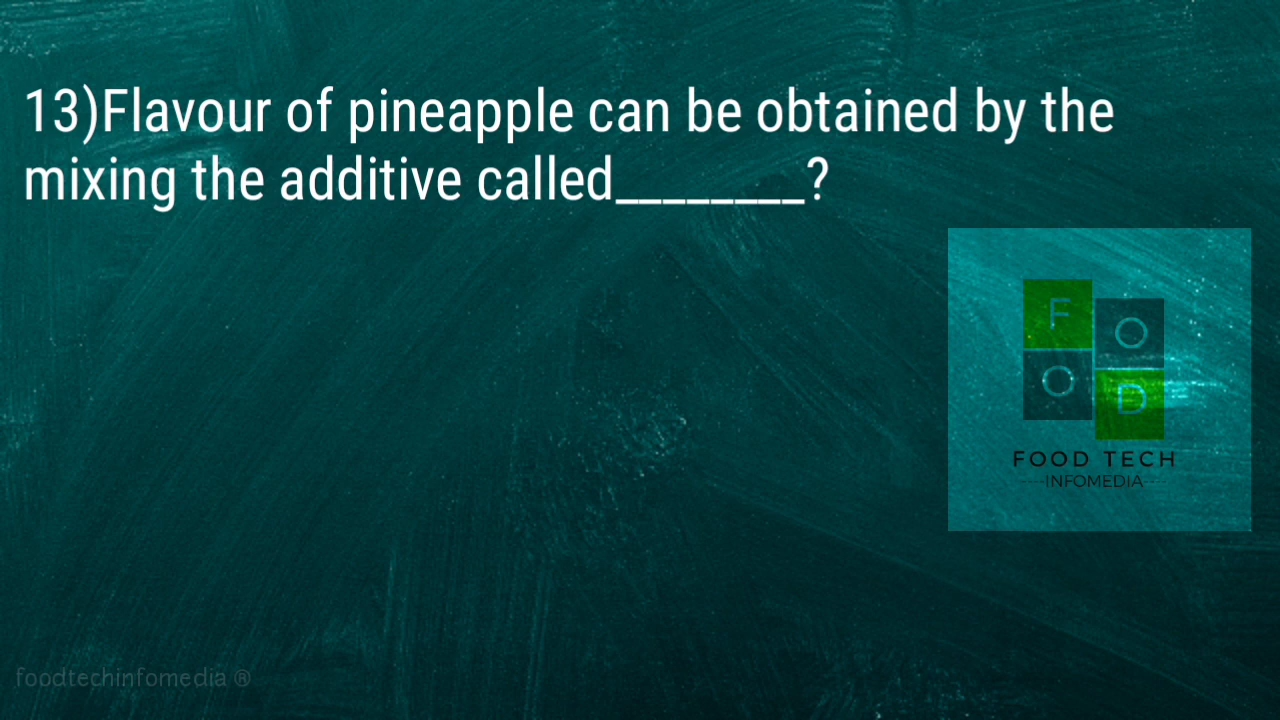 13)Flavour of pineapple can be obtained by the
mixing the additive called________?
F
O
O
D
FOOD TECH
----INFOMEDIA----
foodtechinfomedia ®